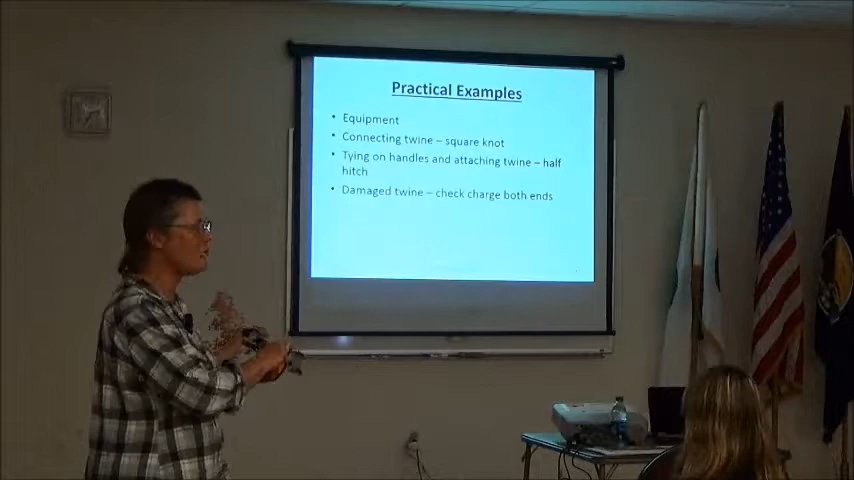 Practical Examples
• Equipment
• Connecting twine – square knot
• Tying on handles and attaching twine – half
hitch
• Damaged twine – check charge both ends